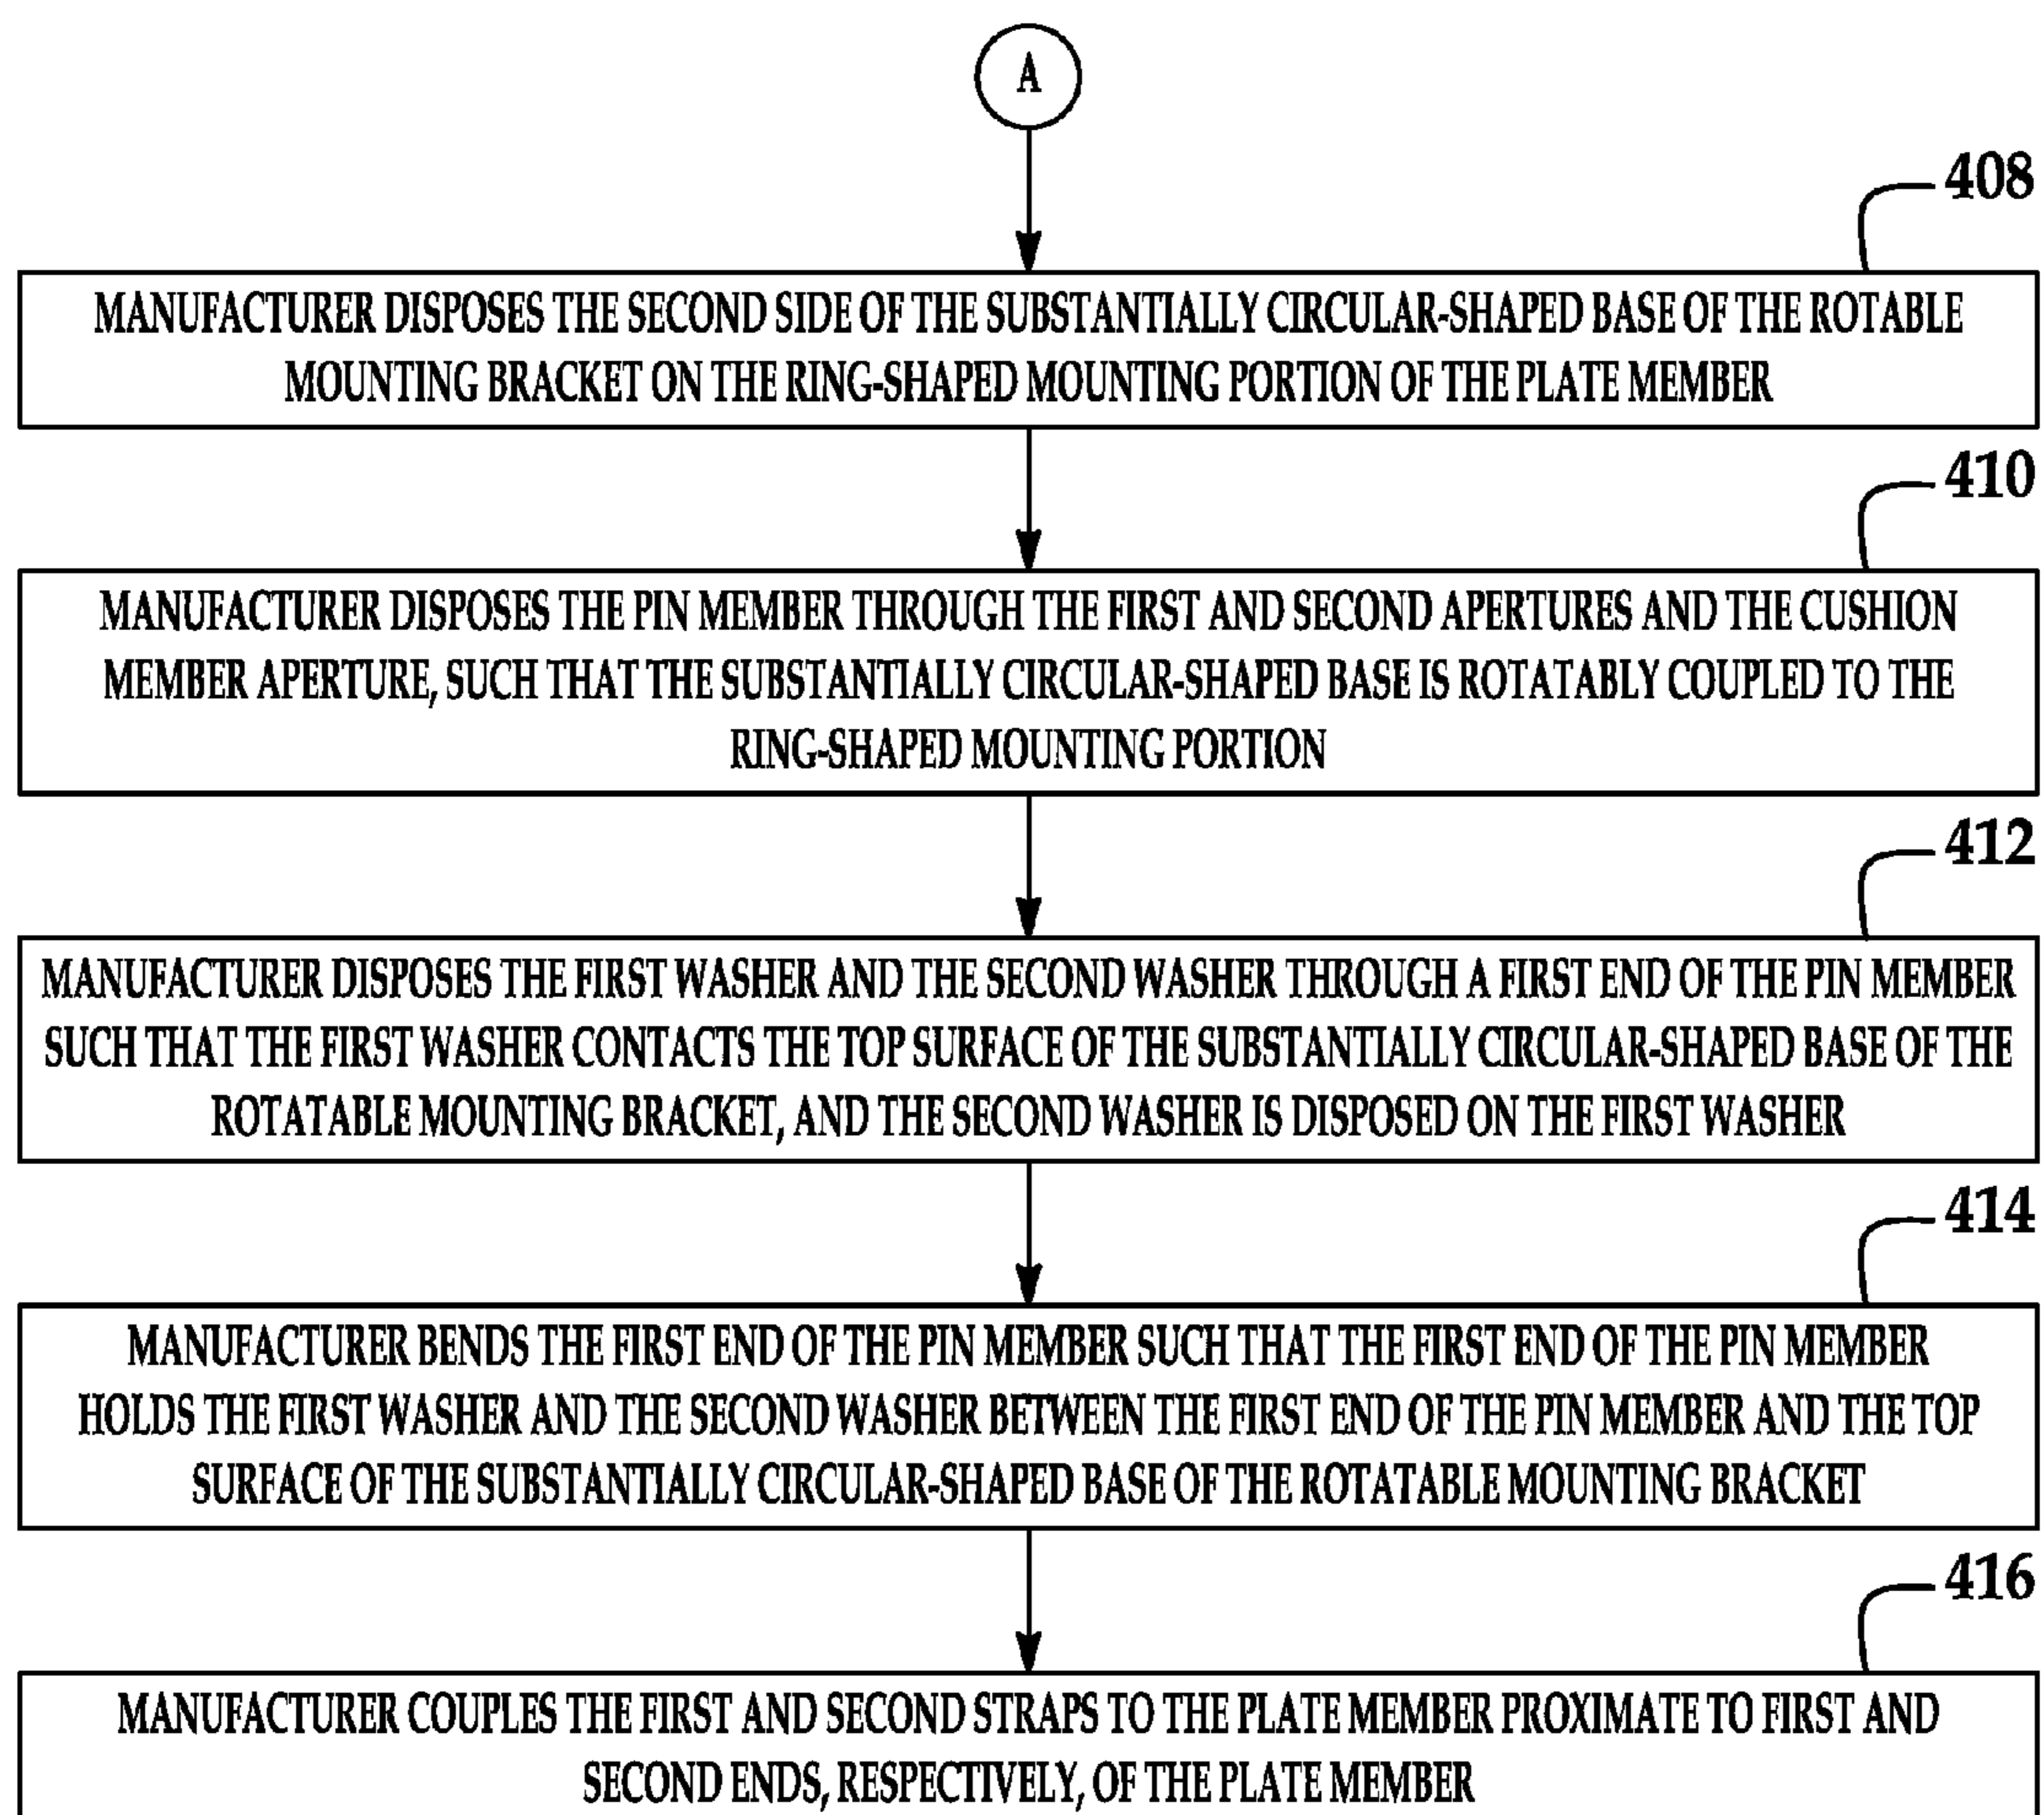 A
408
MANUFACTURER DISPOSES THE SECOND SIDE OF THE SUBSTANTIALLY CIRCULAR-SHAPED BASE OF THE ROTABLE
MOUNTING BRACKET ON THE RING-SHAPED MOUNTING PORTION OF THE PLATE MEMBER
410
MANUFACTURER DISPOSES THE PIN MEMBER THROUGH THE FIRST AND SECOND APERTURES AND THE CUSHION
MEMBER APERTURE, SUCH THAT THE SUBSTANTIALLY CIRCULAR-SHAPED BASE IS ROTATABLY COUPLED TO THE
RING-SHAPED MOUNTING PORTION
412
MANUFACTURER DISPOSES THE FIRST WASHER AND THE SECOND WASHER THROUGH A FIRST END OF THE PIN MEMBER
SUCH THAT THE FIRST WASHER CONTACTS THE TOP SURFACE OF THE SUBSTANTIALLY CIRCULAR-SHAPED BASE OF THE
ROTATABLE MOUNTING BRACKET, AND THE SECOND WASHER IS DISPOSED ON THE FIRST WASHER
414
MANUFACTURER BENDS THE FIRST END OF THE PIN MEMBER SUCH THAT THE FIRST END OF THE PIN MEMBER
HOLDS THE FIRST WASHER AND THE SECOND WASHER BETWEEN THE FIRST END OF THE PIN MEMBER AND THE TOP
SURFACE OF THE SUBSTANTIALLY CIRCULAR-SHAPED BASE OF THE ROTATABLE MOUNTING BRACKET
416
MANUFACTURER COUPLES THE FIRST AND SECOND STRAPS TO THE PLATE MEMBER PROXIMATE TO FIRST AND
SECOND ENDS, RESPECTIVELY, OF THE PLATE MEMBER